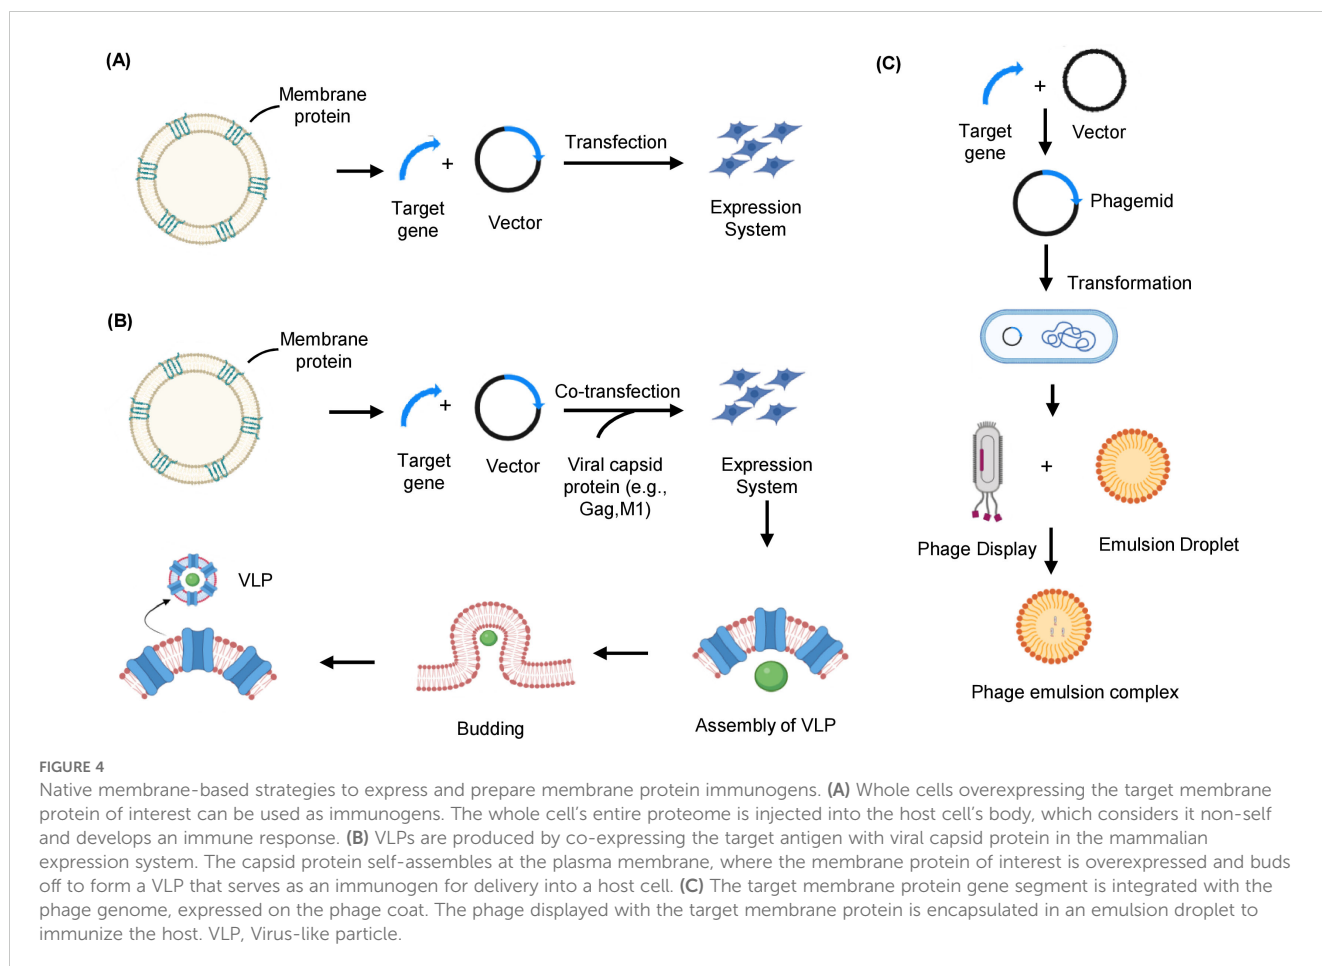 (A)
Membrane
protein
+
Target
gene
Vector
Transfection
Expression
System
(B)
Membrane
protein
+
Target
gene
Vector
Co-transfection
Viral capsid
protein (e.g.,
Gag,M1)
Expression
System
VLP
Budding
Assembly of VLP
(C)
+
Target
gene
Vector
Phagemid
Transformation
+
Phage Display
Emulsion Droplet
Phage emulsion complex
FIGURE 4
Native membrane-based strategies to express and prepare membrane protein immunogens. (A) Whole cells overexpressing the target membrane
protein of interest can be used as immunogens. The whole cell's entire proteome is injected into the host cell's body, which considers it non-self
and develops an immune response. (B) VLPs are produced by co-expressing the target antigen with viral capsid protein in the mammalian
expression system. The capsid protein self-assembles at the plasma membrane, where the membrane protein of interest is overexpressed and buds
off to form a VLP that serves as an immunogen for delivery into a host cell. (C) The target membrane protein gene segment is integrated with the
phage genome, expressed on the phage coat. The phage displayed with the target membrane protein is encapsulated in an emulsion droplet to
immunize the host. VLP, Virus-like particle.